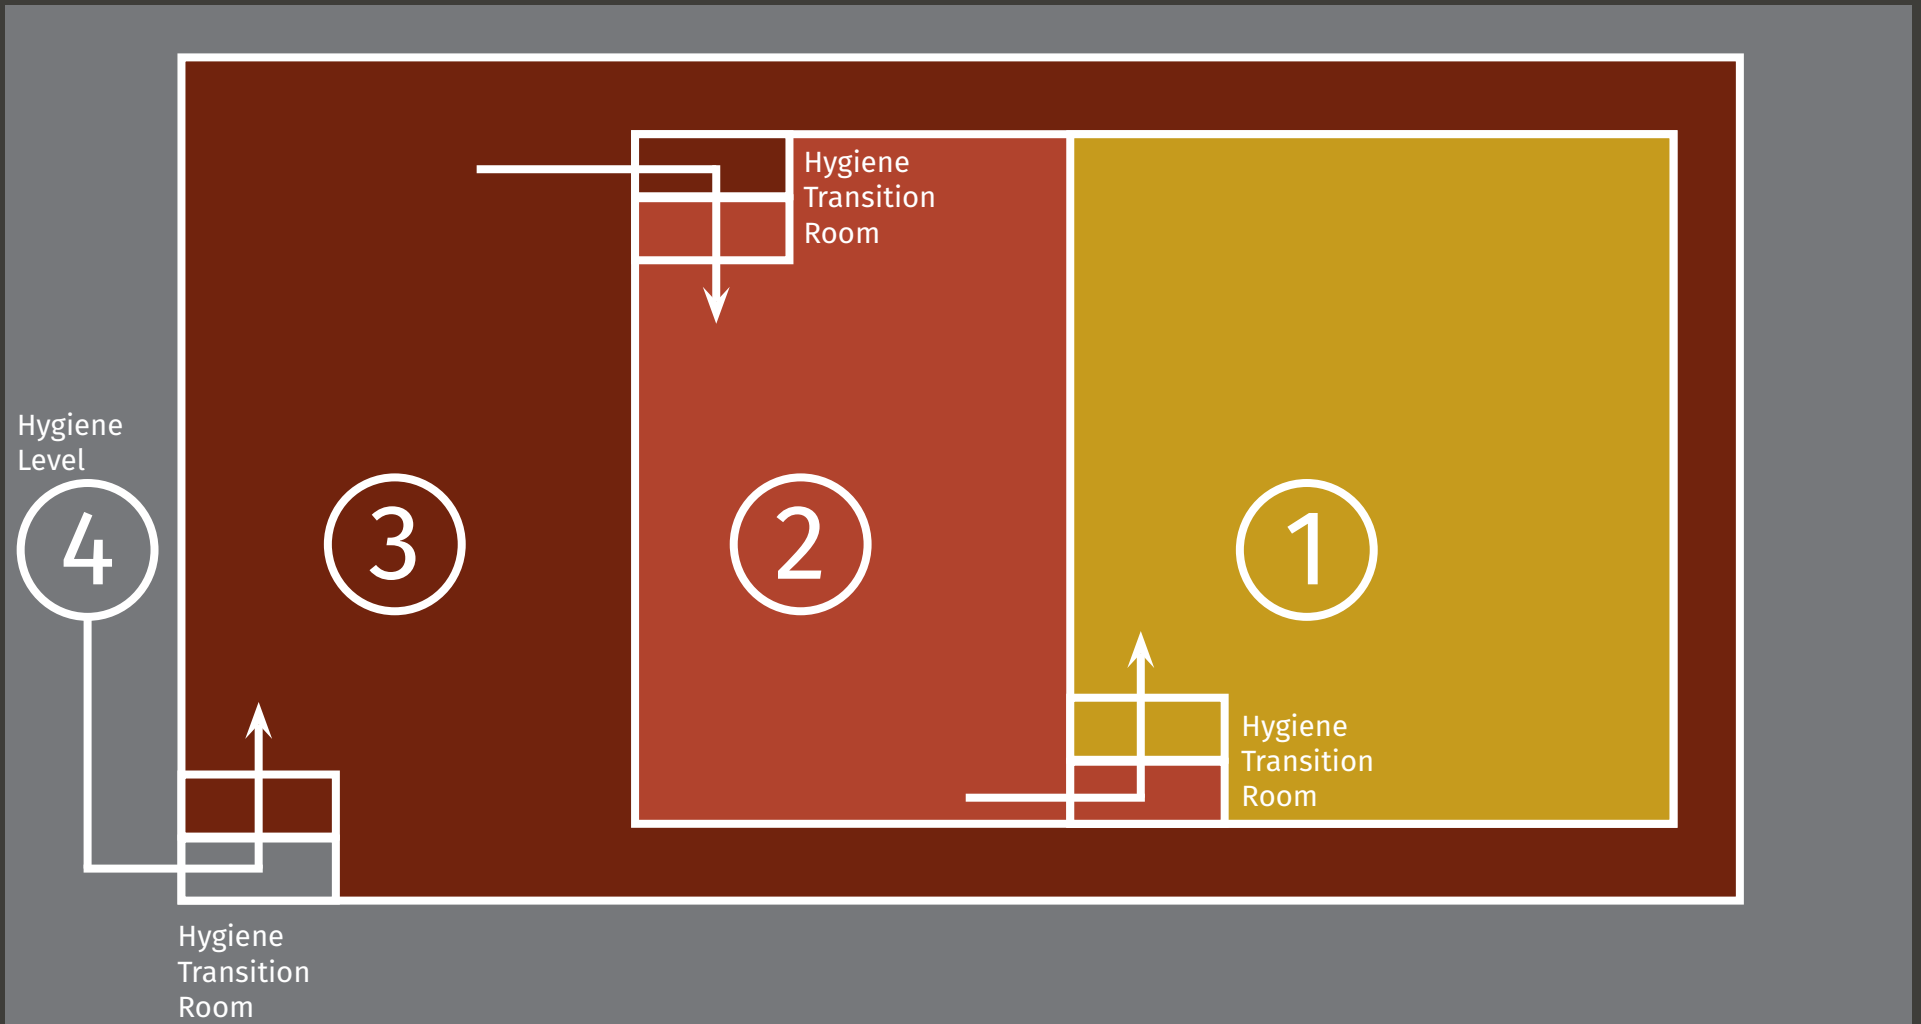 Hygiene
Transition
Room
Hygiene
Level
4
3
2
1
Hygiene
Transition
Room
Hygiene
Transition
Room